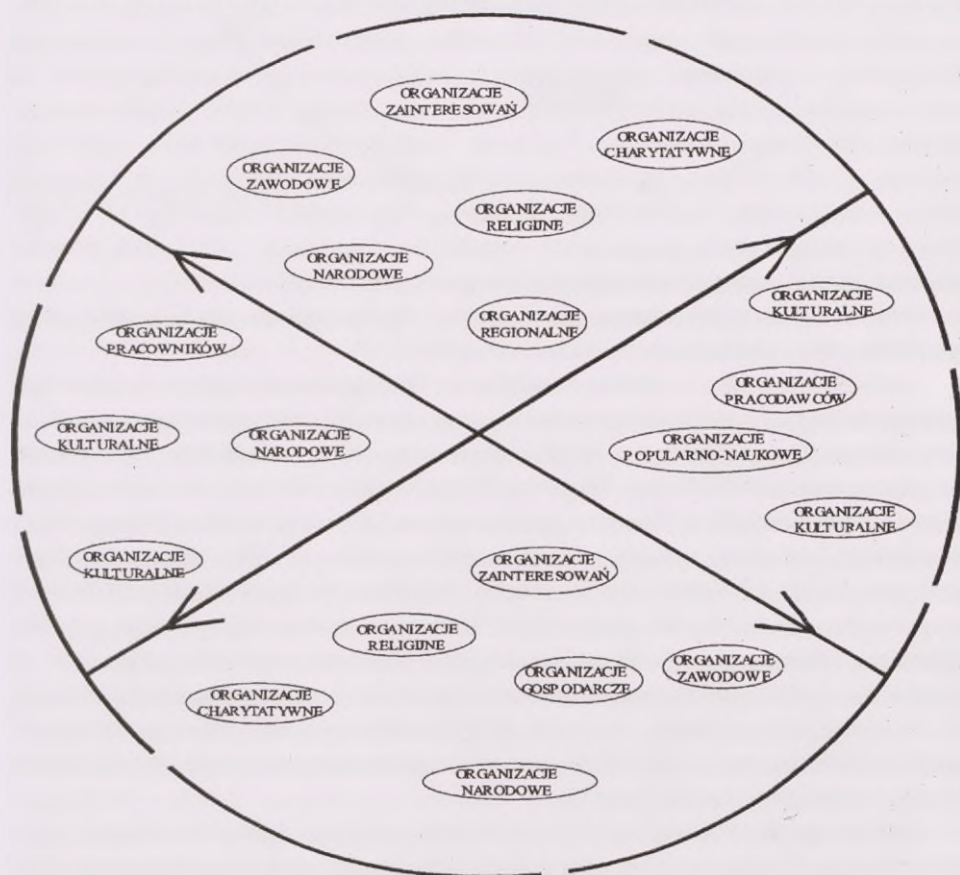 ORGANIZACJE
ZAINTERESOWAŃ
ORGANIZACJE
CHARYTATYWNE
ORGANIZACJE
ZAWODOWE
ORGANIZACJE
RELIGIJNE
ORGANIZACJE
NARODOWE
ORGANIZACJE
KULTURALNE
ORGANIZACJE
REGIONALNE
ORGANIZACJE
PRACOWNIKÓW
ORGANIZACJE
PRACODAWCÓW
ORGANIZACJE
KULTURALNE
ORGANIZACJE
NARODOWE
ORGANIZACJE
POPULARNO-NAUKOWE
ORGANIZACJE
KULTURALNE
ORGANIZACJE
KULTURALNE
ORGANIZACJE
ZAINTERESOWAŃ
ORGANIZACJE
RELIGIJNE
ORGANIZACJE
ZAWODOWE
ORGANIZACJE
GOSPODARCZE
ORGANIZACJE
CHARYTATYWNE
ORGANIZACJE
NARODOWE